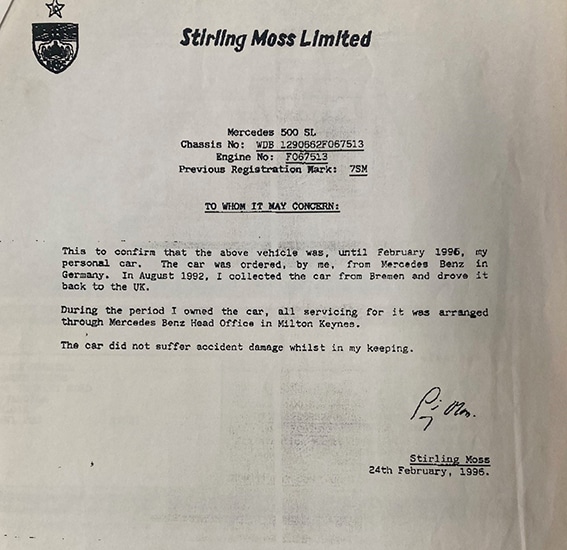 Stirling Moss Limited
Mercedes 500 SL
Chassis No: WDB 1290662F067513
Engine No: F067513
Previous Registration Mark: 7SM
TO WHOM IT MAY CONCERN:
This to confirm that the above vehicle was, until February 1996, my
personal car. The car was ordered, by me, from Mercedes Benz in
Germany. In August 1992, I collected the car from Bremen and drove it
back to the UK.
During the period I owned the car, all servicing for it was arranged
through Mercedes Benz Head Office in Milton Keynes.
The car did not suffer accident damage whilst in my keeping.
Stirling Moss
24th February, 1996.